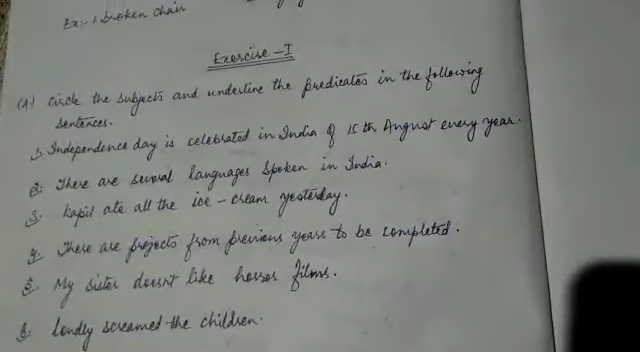 Ex:- A broken chair
Exercise - I
(A) Circle the subjects and underline the predicates in the following
sentences.
1. Independence day is celebrated in India of 15th August every year.
2. There are several languages spoken in India.
3. Kapil ate all the ice-cream yesterday.
4. There are projects from previous years to be completed.
5. My sister doesn't like horror films.
6. Loudly screamed the children.